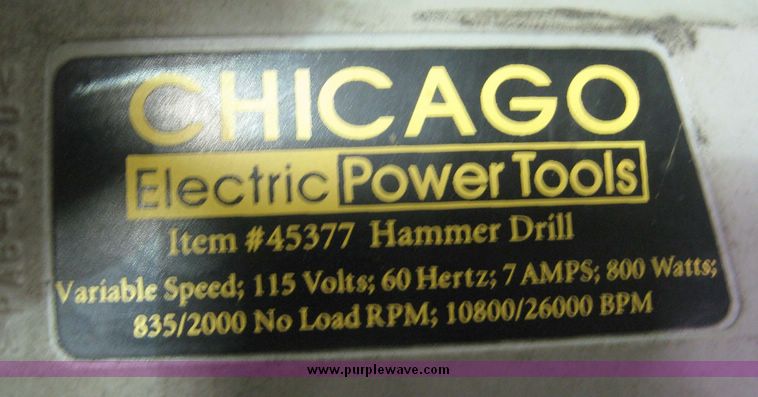 CHICAGO
Electric Power Tools
Item #45377 Hammer Drill
Variable Speed; 115 Volts; 60 Hertz; 7 AMPS; 800 Watts;
835/2000 No Load RPM; 10800/26000 BPM
www.purplewave.com